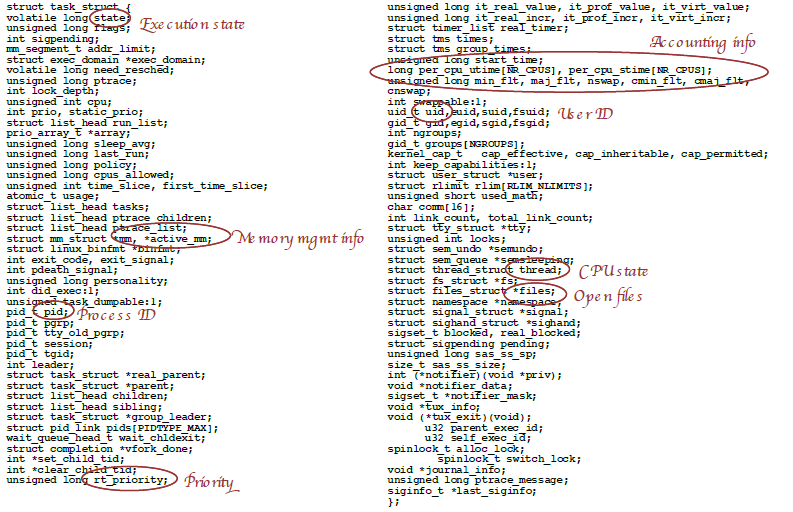 struct task_struct {
volatile long state;
Execution state
unsigned long flags;
int sigpending;
mm_segment_t addr_limit;
struct exec_domain *exec_domain;
volatile long need_resched;
unsigned long ptrace;
int lock_depth;
unsigned int cpu;
int prio, static_prio;
struct list_head run_list;
prio_array_t *array;
unsigned long sleep_avg;
unsigned long last_run;
unsigned long policy;
unsigned long cpus_allowed;
unsigned int time_slice, first_time_slice;
atomic_t usage;
struct list_head tasks;
struct list_head ptrace_children;
struct list_head ptrace_list;
struct mm_struct *mm, *active_mm;
Memory mgmt info
struct linux_binfmt *binfmt;
int exit_code, exit_signal;
int pdeath_signal;
unsigned long personality;
int did_exec:1;
unsigned task_dumpable:1;
pid_t pid;
Process ID
pid_t pgrp;
pid_t tty_old_pgrp;
pid_t session;
pid_t tgid;
int leader;
struct task_struct *real_parent;
struct task_struct *parent;
struct list_head children;
struct list_head sibling;
struct task_struct *group_leader;
struct pid_link pids[PIDTYPE_MAX];
wait_queue_head_t wait_chldexit;
struct completion *vfork_done;
int *set_child_tid;
int *clear_child_tid;
unsigned long rt_priority;
Priority
unsigned long it_real_value, it_prof_value, it_virt_value;
unsigned long it_real_incr, it_prof_incr, it_virt_incr;
struct timer_list real_timer;
struct tms times;
struct tms group_times;
Accounting info
unsigned long start_time;
long per_cpu_utime[NR_CPUS], per_cpu_stime[NR_CPUS];
unsigned long min_flt, maj_flt, nswap, cmin_flt, cmaj_flt,
cnswap;
int swappable:1;
uid_t uid,euid,suid,fsuid;
User ID
gid_t gid,egid,sgid,fsgid;
int ngroups;
gid_t groups[NGROUPS];
kernel_cap_t cap_effective, cap_inheritable, cap_permitted;
int keep_capabilities:1;
struct user_struct *user;
struct rlimit rlim[RLIM_NLIMITS];
unsigned short used_math;
char comm[16];
int link_count, total_link_count;
struct tty_struct *tty;
unsigned int locks;
struct sem_undo *semundo;
struct sem_queue *semsleeping;
struct thread_struct thread;
CPU state
struct fs_struct *fs;
struct files_struct *files;
Open files
struct namespace *namespace;
struct signal_struct *signal;
struct sighand_struct *sighand;
sigset_t blocked, real_blocked;
struct sigpending pending;
unsigned long sas_ss_sp;
size_t sas_ss_size;
int (*notifier)(void *priv);
void *notifier_data;
sigset_t *notifier_mask;
void *tux_info;
void (*tux_exit)(void);
u32 parent_exec_id;
u32 self_exec_id;
spinlock_t alloc_lock;
spinlock_t switch_lock;
void *journal_info;
unsigned long ptrace_message;
siginfo_t *last_siginfo;
};